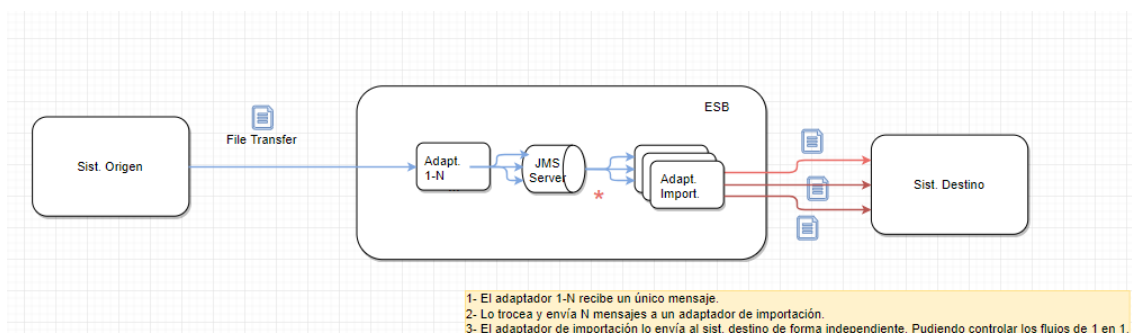 ESB
File Transfer
Sist. Origen
Adapt.
1-N
...
JMS
Server
*
Adapt.
Import.
Sist. Destino
1- El adaptador 1-N recibe un único mensaje.
2- Lo trocea y envía N mensajes a un adaptador de importación.
3- El adaptador de importación lo envía al sist. destino de forma independiente. Pudiendo controlar los flujos de 1 en 1.